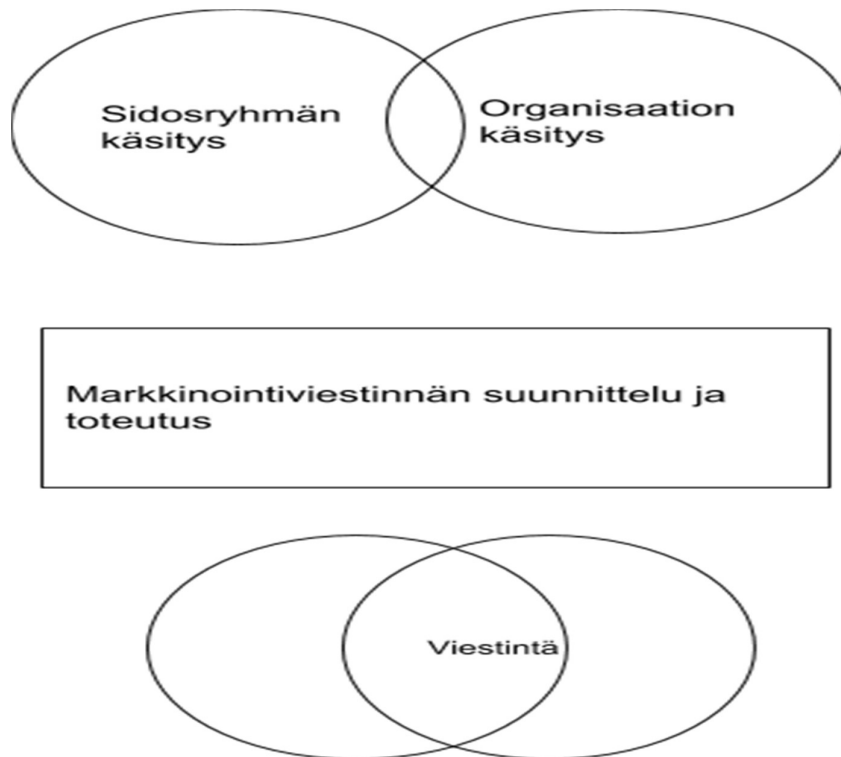 Sidosryhmän
käsitys
Organisaation
käsitys
Markkinointiviestinnän suunnittelu ja
toteutus
Viestintä